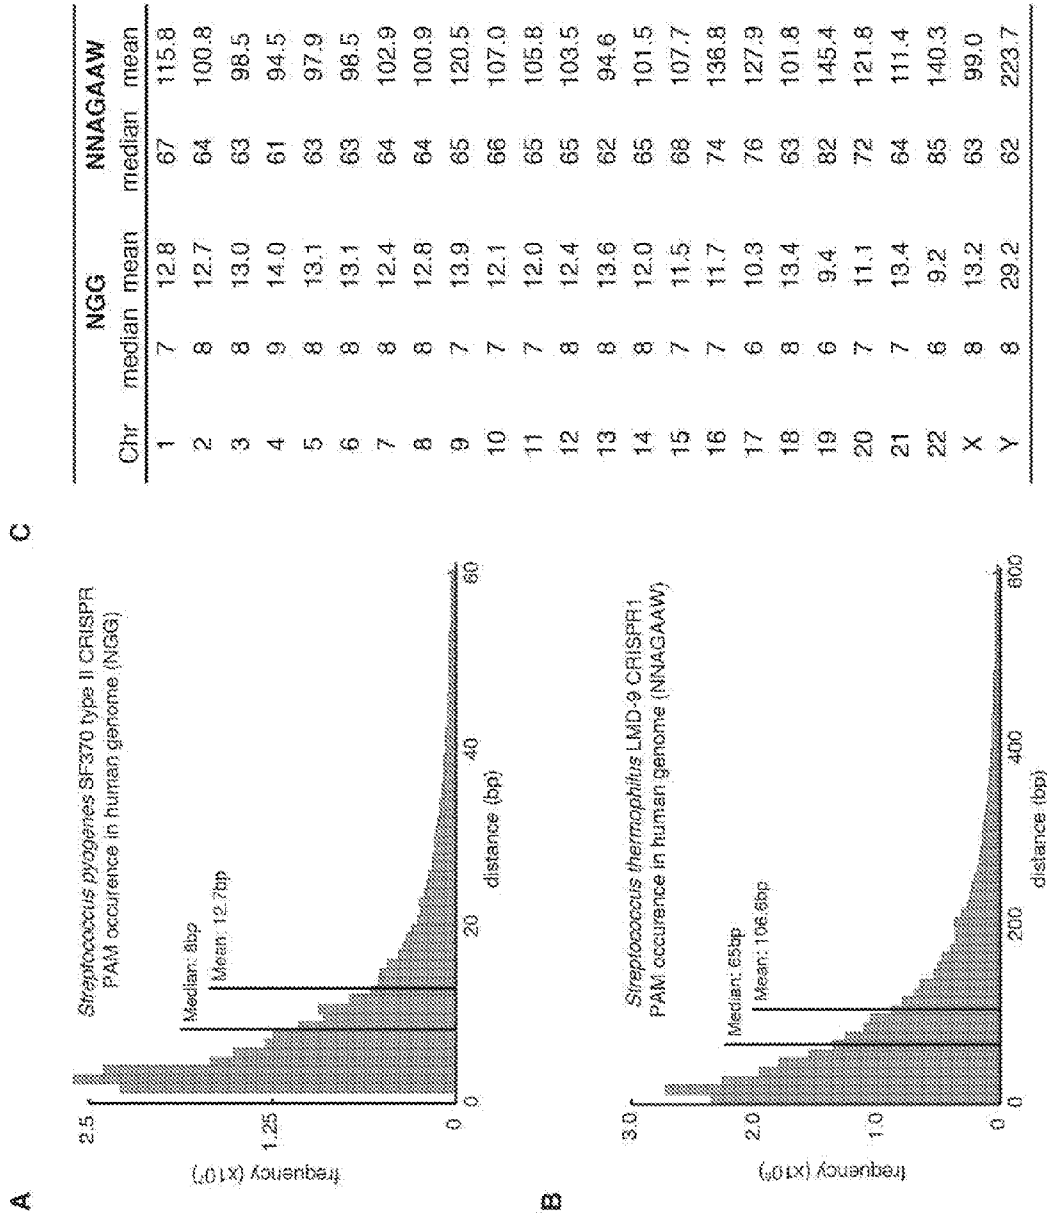 A
Streptococcus pyogenes SF370 type II CRISPR
PAM occurence in human genome (NGG)
Median: 8bp
Mean: 12.7bp
2.5
1.25
0
0
20
40
60
distance (bp)
B
Streptococcus thermophilus LMD-9 CRISPR1
PAM occurence in human genome (NNAGAAW)
Median: 65bp
Mean: 106.6bp
3.0
2.0
1.0
0
0
200
400
600
distance (bp)
C
NGG NNAGAAW
Chr median mean median mean
1 7 12.8 67 115.8
2 8 12.7 64 100.8
3 8 13.0 63 98.5
4 9 14.0 61 94.5
5 8 13.1 63 97.9
6 8 13.1 63 98.5
7 8 12.4 64 102.9
8 8 12.8 64 100.9
9 7 13.9 65 120.5
10 7 12.1 66 107.0
11 7 12.0 65 105.8
12 8 12.4 65 103.5
13 8 13.6 62 94.6
14 8 12.0 65 101.5
15 7 11.5 68 107.7
16 7 11.7 74 136.8
17 6 10.3 76 127.9
18 8 13.4 63 101.8
19 6 9.4 82 145.4
20 7 11.1 72 121.8
21 7 13.4 64 111.4
22 6 9.2 85 140.3
X 8 13.2 63 99.0
Y 8 29.2 62 223.7